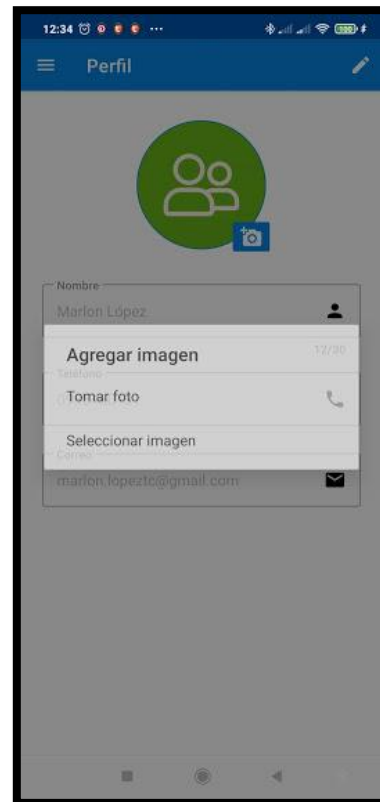 12:34
Perfil
Nombre
Marlon López
12/30
Agregar imagen
Teléfono
Tomar foto
Seleccionar imagen
Correo
marlon.lopeztc@gmail.com